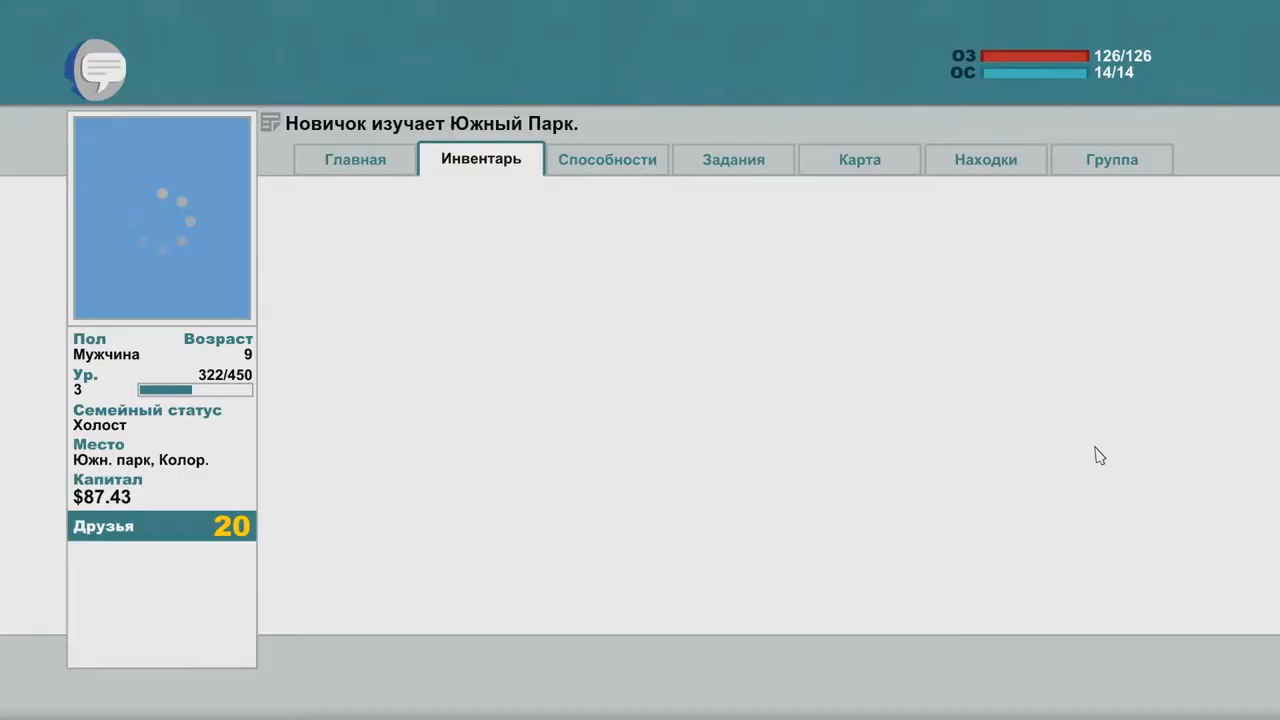 ОЗ 126/126
ОС 14/14
Новичок изучает Южный Парк.
Главная Инвентарь Способности Задания Карта Находки Группа
Пол Возраст
Мужчина 9
Ур. 322/450
3
Семейный статус
Холост
Место
Южн. парк, Колор.
Капитал
$87.43
Друзья 20